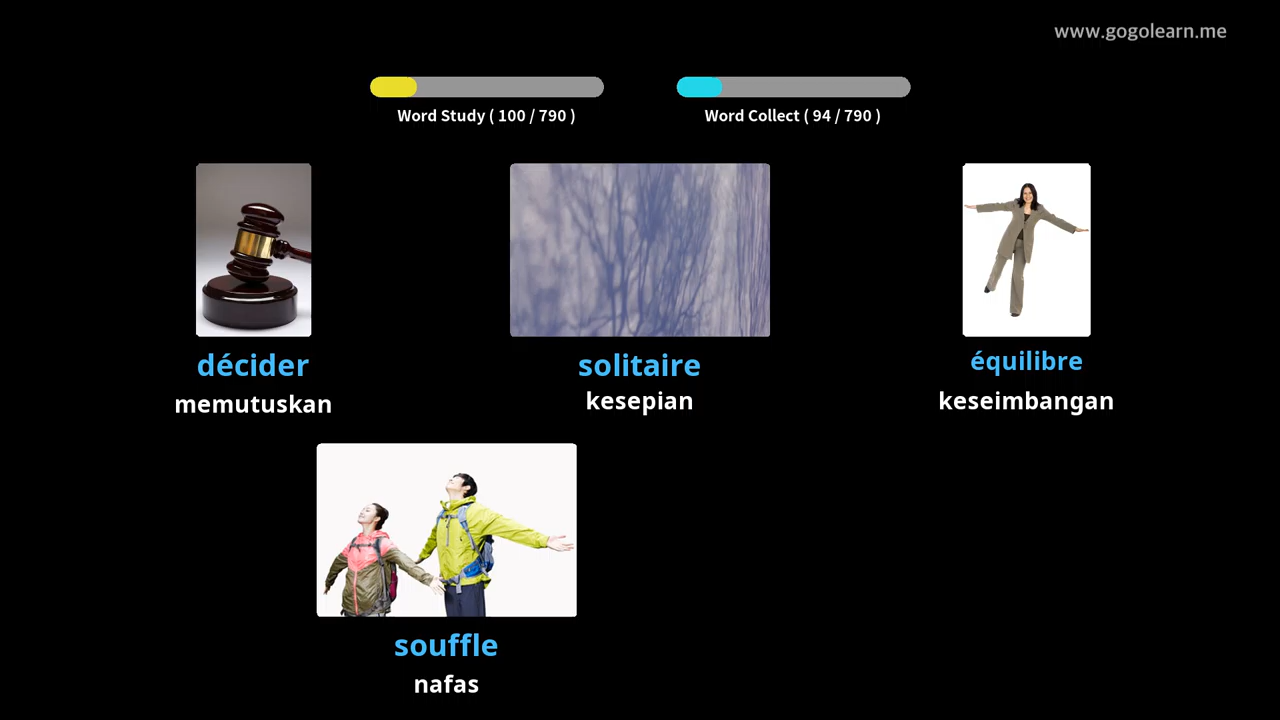 www.gogolearn.me
Word Study ( 100 / 790 )
Word Collect ( 94 / 790 )
décider
memutuskan
solitaire
kesepian
équilibre
keseimbangan
souffle
nafas